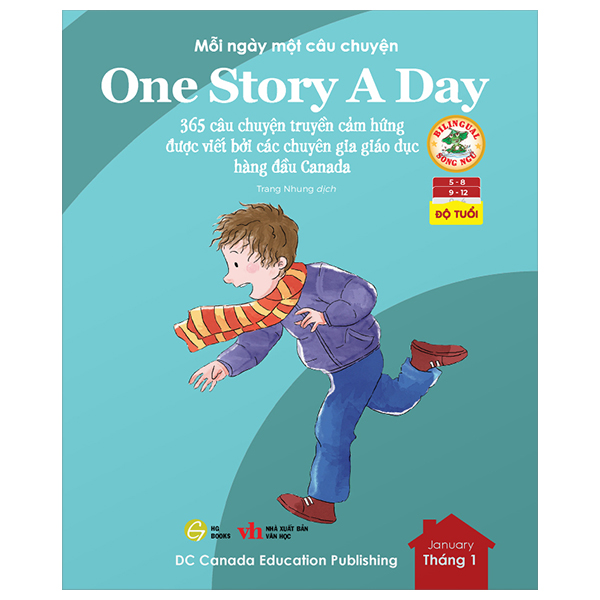 Mỗi ngày một câu chuyện
One Story A Day
365 câu chuyện truyền cảm hứng
được viết bởi các chuyên gia giáo dục
hàng đầu Canada
Trang Nhung dịch
BILINGUAL
SONG NGỮ
5 - 8
9 - 12
ĐỘ TUỔI
HG
BOOKS
vh
NHÀ XUẤT BẢN
VĂN HỌC
DC Canada Education Publishing
January
Tháng 1